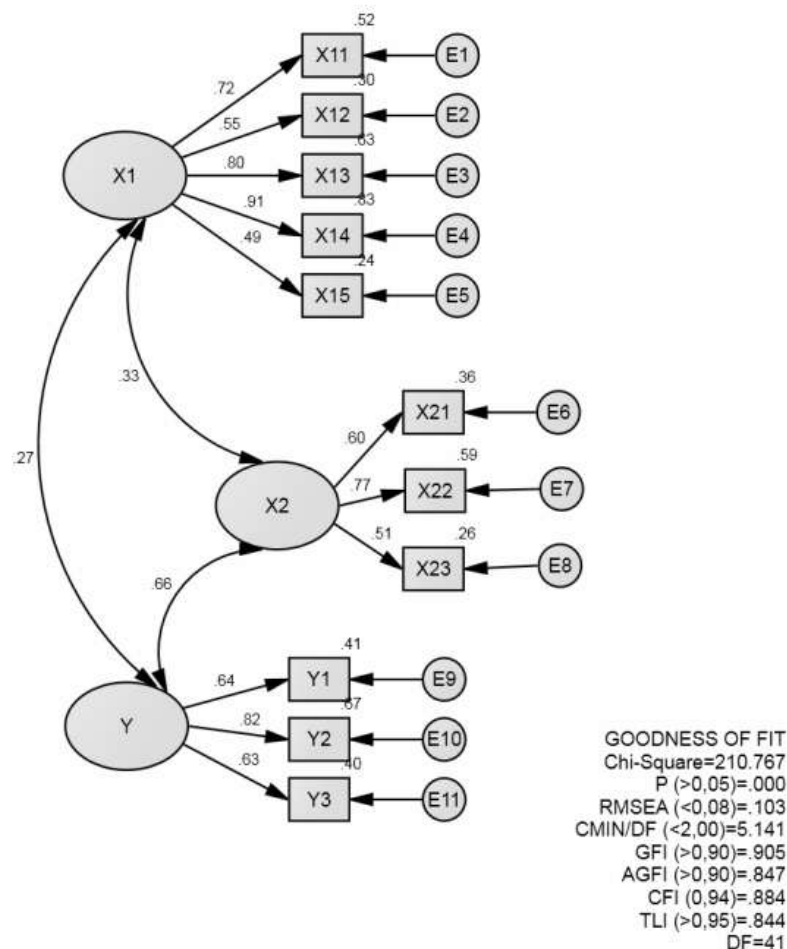 .52
X11
E1
.72
.30
X12
E2
.55
.63
X13
E3
.80
X1
.83
.91
X14
E4
.49
.24
X15
E5
.33
.36
X21
E6
.60
.27
.59
.77
X22
E7
X2
.51
.26
X23
E8
.66
.41
Y1
E9
.64
.67
Y
.82
Y2
E10
.40
.63
Y3
E11
GOODNESS OF FIT
Chi-Square=210.767
P (>0,05)=.000
RMSEA (<0,08)=.103
CMIN/DF (<2,00)=5.141
GFI (>0,90)=.905
AGFI (>0,90)=.847
CFI (0,94)=.884
TLI (>0,95)=.844
DF=41